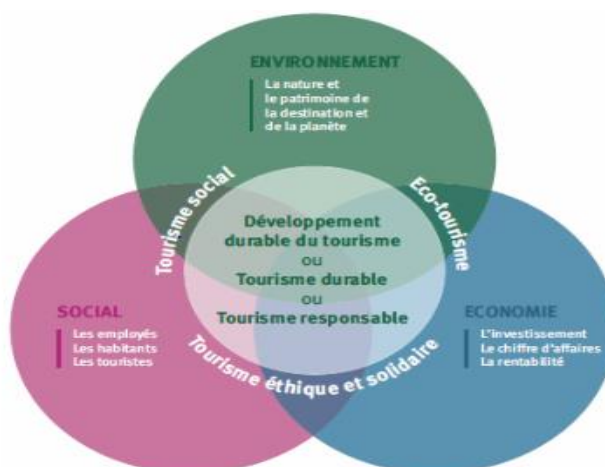 ENVIRONNEMENT
La nature et
le patrimoine de
la destination et
de la planète
Tourisme social
Eco-tourisme
Développement
durable du tourisme
ou
Tourisme durable
ou
Tourisme responsable
SOCIAL
Les employés
Les habitants
Les touristes
ECONOMIE
L'investissement
Le chiffre d'affaires
La rentabilité
Tourisme éthique et solidaire